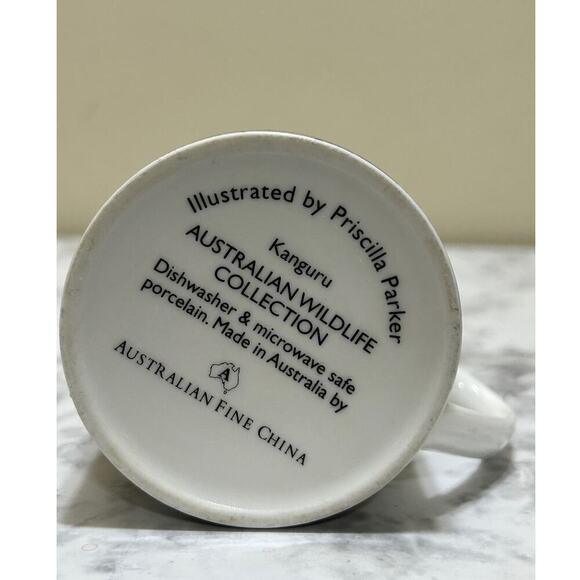 Illustrated by Priscilla Parker
Kanguru
AUSTRALIAN WILDLIFE
COLLECTION
Dishwasher & microwave safe
porcelain. Made in Australia by
A
AUSTRALIAN FINE CHINA